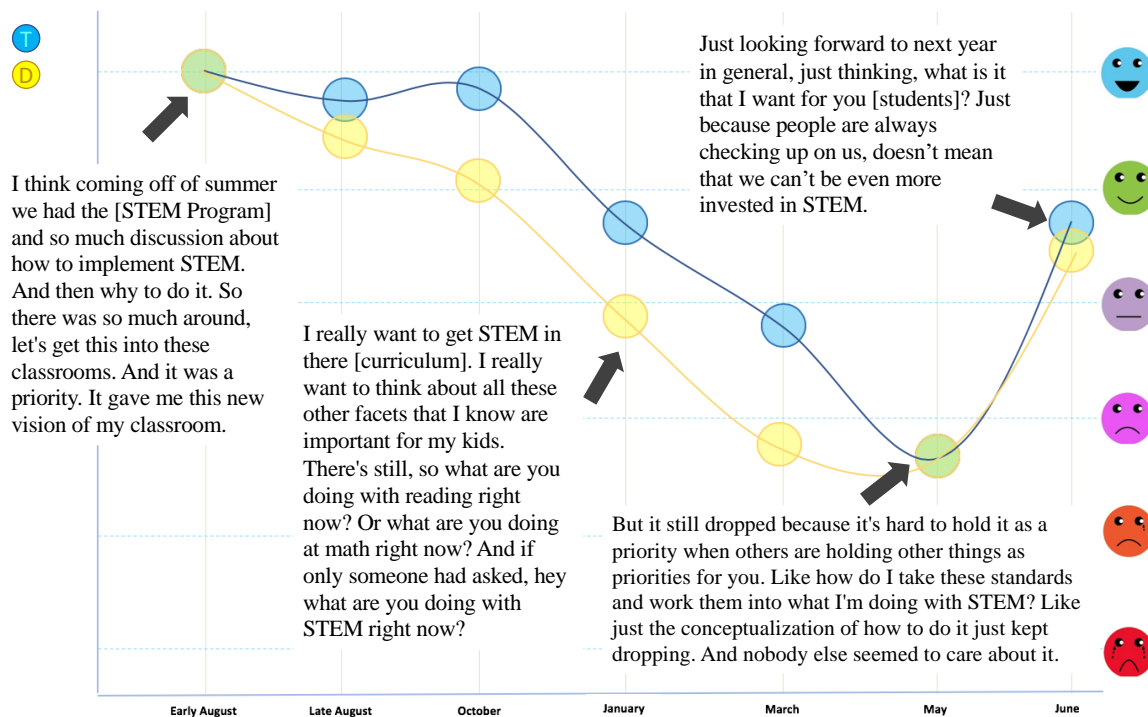 T
D
I think coming off of summer
we had the [STEM Program]
and so much discussion about
how to implement STEM.
And then why to do it. So
there was so much around,
let's get this into these
classrooms. And it was a
priority. It gave me this new
vision of my classroom.
I really want to get STEM in
there [curriculum]. I really
want to think about all these
other facets that I know are
important for my kids.
There's still, so what are you
doing with reading right
now? Or what are you doing
at math right now? And if
only someone had asked, hey
what are you doing with
STEM right now?
Just looking forward to next year
in general, just thinking, what is it
that I want for you [students]? Just
because people are always
checking up on us, doesn’t mean
that we can’t be even more
invested in STEM.
But it still dropped because it's hard to hold it as a
priority when others are holding other things as
priorities for you. Like how do I take these standards
and work them into what I'm doing with STEM? Like
just the conceptualization of how to do it just kept
dropping. And nobody else seemed to care about it.
Early August Late August October January March May June